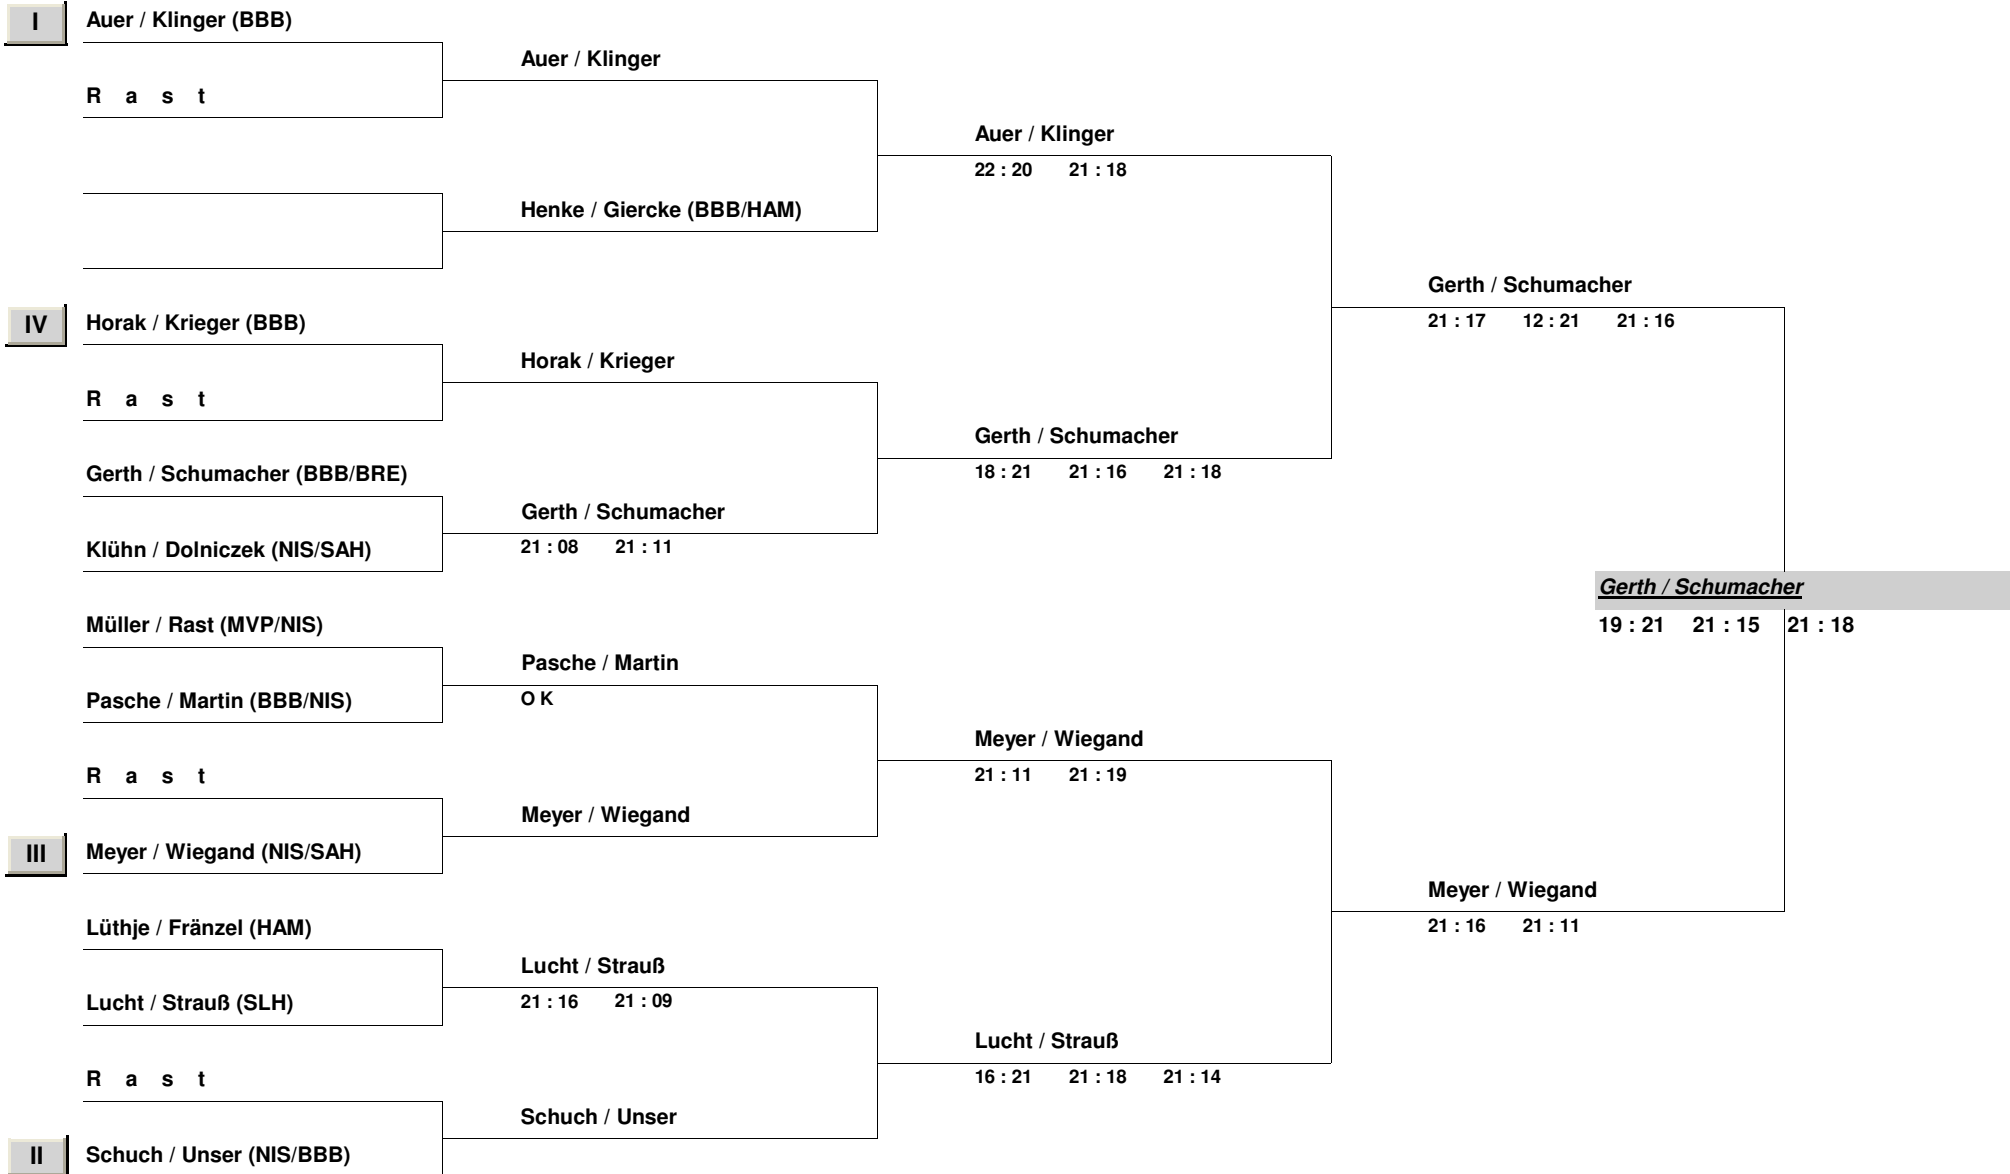 I Auer / Klinger (BBB)
Auer / Klinger
R a s t
Auer / Klinger
22 : 20 21 : 18
Henke / Giercke (BBB/HAM)
Gerth / Schumacher
21 : 17 12 : 21 21 : 16
IV Horak / Krieger (BBB)
Horak / Krieger
R a s t
Gerth / Schumacher
18 : 21 21 : 16 21 : 18
Gerth / Schumacher (BBB/BRE)
Gerth / Schumacher
21 : 08 21 : 11
Klühn / Dolniczek (NIS/SAH)
Gerth / Schumacher
19 : 21 21 : 15 21 : 18
Müller / Rast (MVP/NIS)
Pasche / Martin
O K
Pasche / Martin (BBB/NIS)
Meyer / Wiegand
21 : 11 21 : 19
R a s t
Meyer / Wiegand
III Meyer / Wiegand (NIS/SAH)
Meyer / Wiegand
21 : 16 21 : 11
Lüthje / Fränzel (HAM)
Lucht / Strauß
21 : 16 21 : 09
Lucht / Strauß (SLH)
Lucht / Strauß
16 : 21 21 : 18 21 : 14
R a s t
Schuch / Unser
II Schuch / Unser (NIS/BBB)